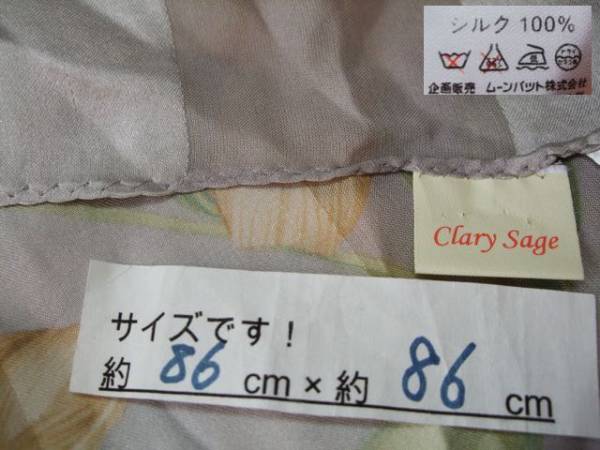 シルク 100%
企画販売 ムーンバット株式会社
Clary Sage
サイズです!
約 86 cm × 約 86 cm